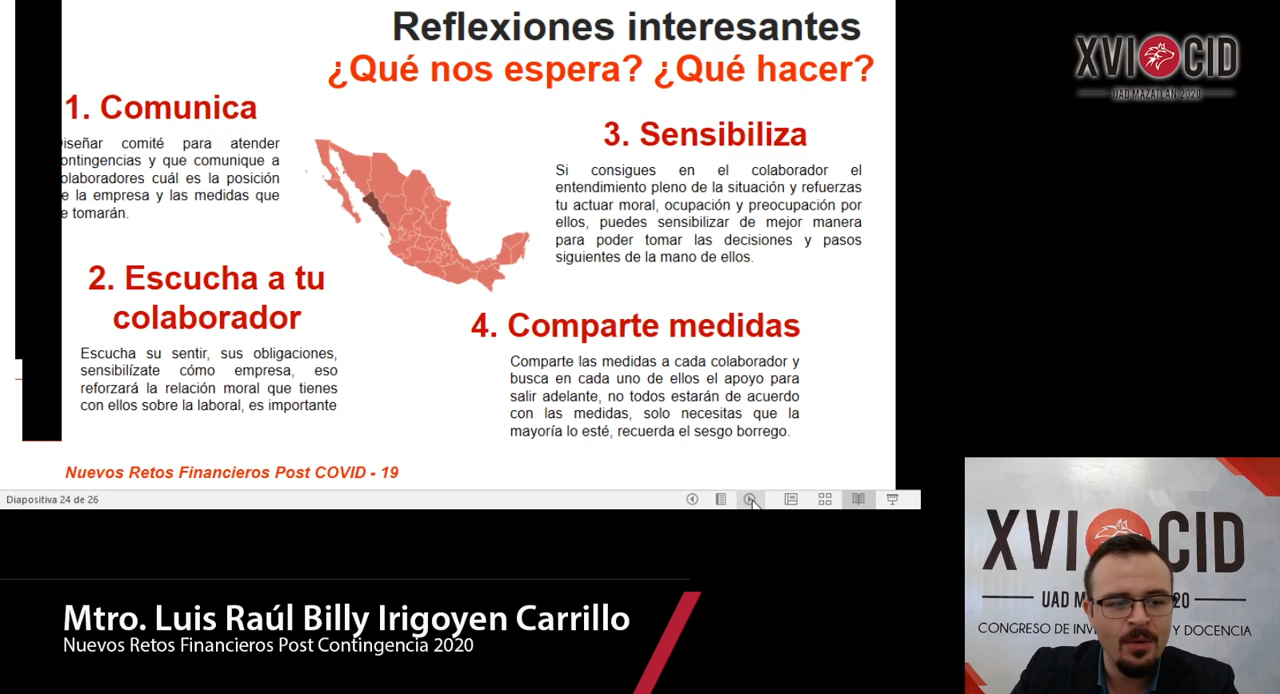 Reflexiones interesantes
¿Qué nos espera? ¿Qué hacer?
1. Comunica
iseñar comité para atender
ontingencias y que comunique a
olaboradores cuál es la posición
e la empresa y las medidas que
e tomarán.
2. Escucha a tu
colaborador
Escucha su sentir, sus obligaciones,
sensibilízate cómo empresa, eso
reforzará la relación moral que tienes
con ellos sobre la laboral, es importante
3. Sensibiliza
Si consigues en el colaborador el
entendimiento pleno de la situación y refuerzas
tu actuar moral, ocupación y preocupación por
ellos, puedes sensibilizar de mejor manera
para poder tomar las decisiones y pasos
siguientes de la mano de ellos.
4. Comparte medidas
Comparte las medidas a cada colaborador y
busca en cada uno de ellos el apoyo para
salir adelante, no todos estarán de acuerdo
con las medidas, solo necesitas que la
mayoría lo esté, recuerda el sesgo borrego.
Nuevos Retos Financieros Post COVID - 19
Diapositiva 24 de 26
XVI CID
UAD MAZATLÁN 2020
Mtro. Luis Raúl Billy Irigoyen Carrillo
Nuevos Retos Financieros Post Contingencia 2020
XVI CID
UAD M 20
CONGRESO DE INV Y DOCENCIA